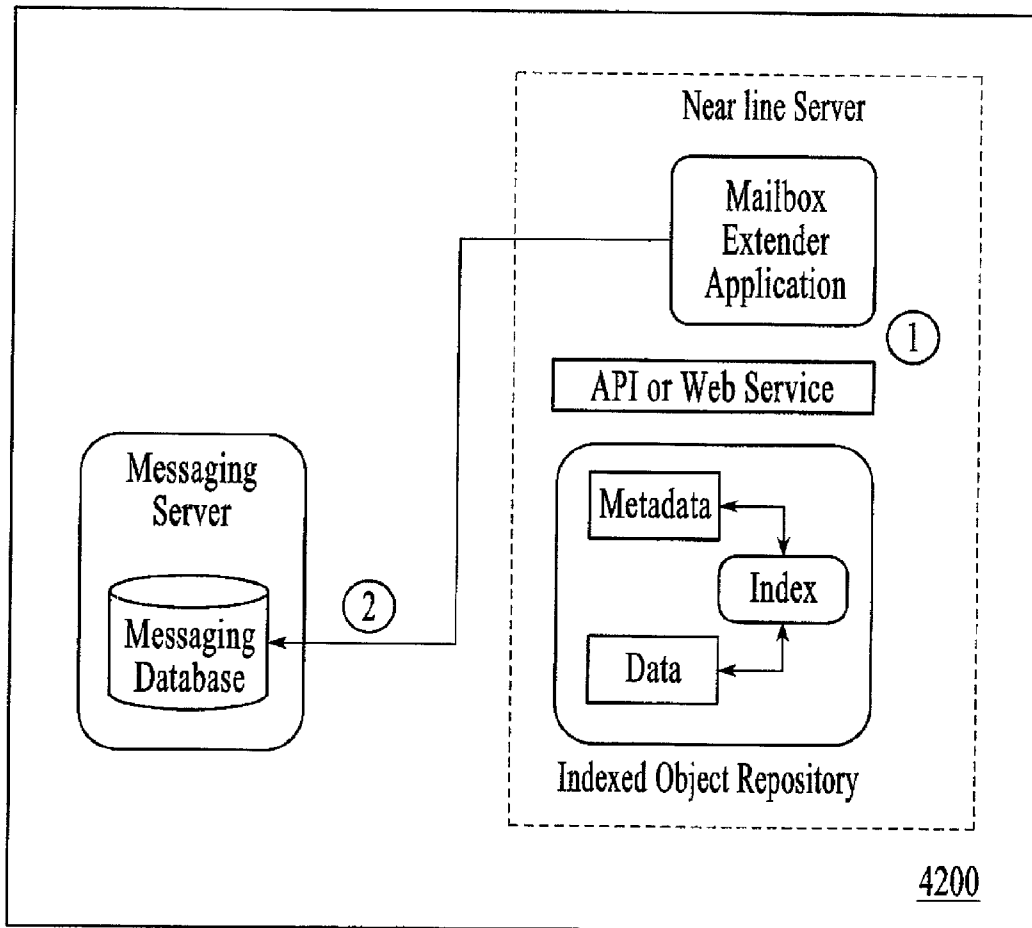 Near line Server
Mailbox
Extender
Application
1
API or Web Service
Messaging
Server
Metadata
Index
2
Messaging
Database
Data
Indexed Object Repository
4200